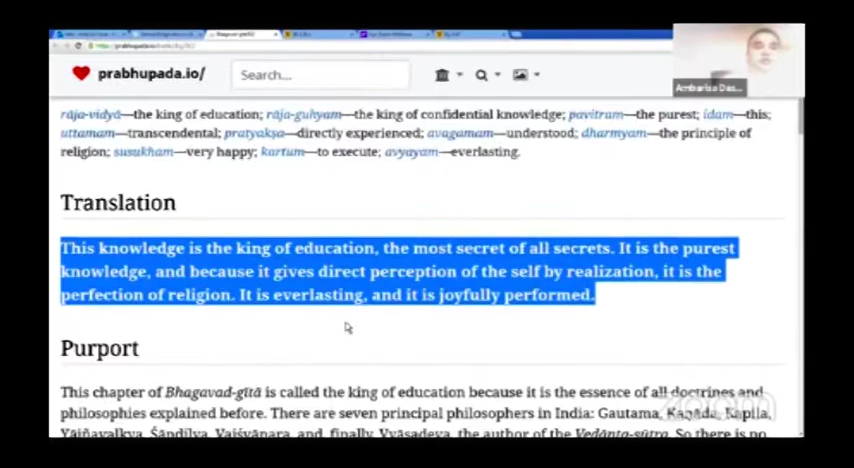 prabhupada.io/
Search...
Ambarisa Das...
rāja-vidyā—the king of education; rāja-guhyam—the king of confidential knowledge; pavitram—the purest; idam—this;
uttamam—transcendental; pratyakṣa—directly experienced; avagamam—understood; dharmyam—the principle of
religion; susukham—very happy; kartum—to execute; avyayam—everlasting.
Translation
This knowledge is the king of education, the most secret of all secrets. It is the purest
knowledge, and because it gives direct perception of the self by realization, it is the
perfection of religion. It is everlasting, and it is joyfully performed.
Purport
This chapter of Bhagavad-gītā is called the king of education because it is the essence of all doctrines and
philosophies explained before. There are seven principal philosophers in India: Gautama, Kaṇāda, Kapila,
Yājñavalkya, Śāṇḍilya, Vaiśvānara, and, finally, Vyāsadeva, the author of the Vedānta-sūtra. So there is no
zoom